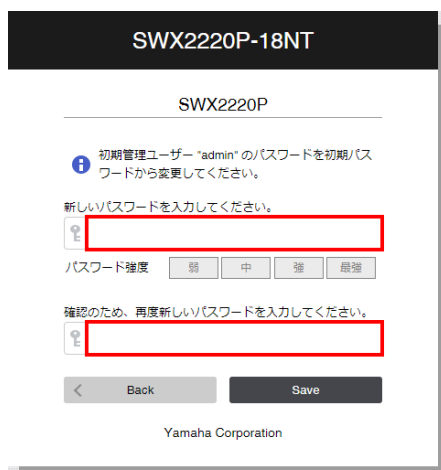 SWX2220P-18NT
SWX2220P
初期管理ユーザー "admin" のパスワードを初期パス
ワードから変更してください。
新しいパスワードを入力してください。
パスワード強度 弱 中 強 最強
確認のため、再度新しいパスワードを入力してください。
Back Save
Yamaha Corporation